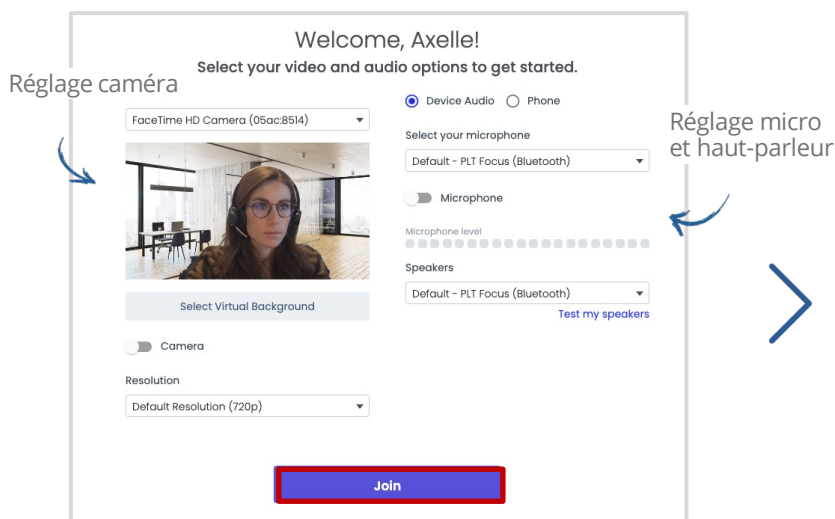 Welcome, Axelle!
Select your video and audio options to get started.
Réglage caméra
FaceTime HD Camera (05ac:8514)
Select Virtual Background
Camera
Resolution
Default Resolution (720p)
Device Audio Phone
Select your microphone
Default - PLT Focus (Bluetooth)
Microphone
Microphone level
Speakers
Default - PLT Focus (Bluetooth)
Test my speakers
Réglage micro
et haut-parleur
Join